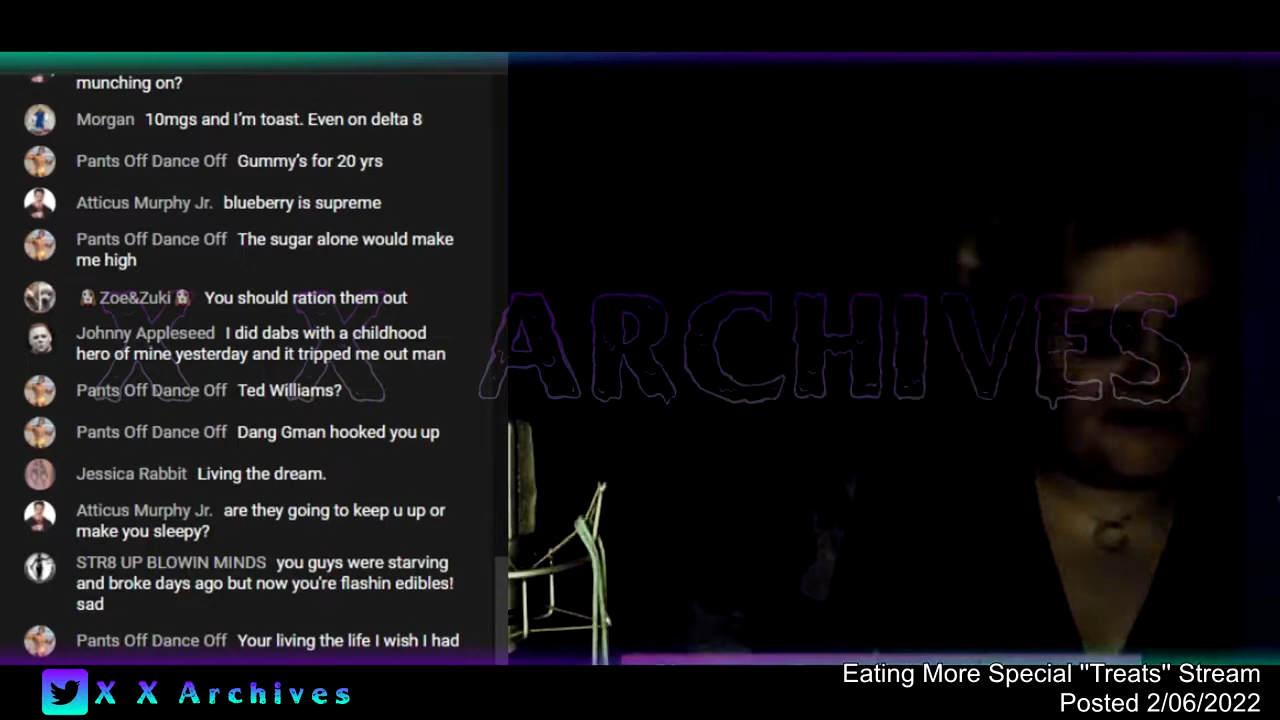 munching on?
Morgan 10mgs and I'm toast. Even on delta 8
Pants Off Dance Off Gummy's for 20 yrs
Atticus Murphy Jr. blueberry is supreme
Pants Off Dance Off The sugar alone would make
me high
Zoe&Zuki You should ration them out
Johnny Appleseed I did dabs with a childhood
hero of mine yesterday and it tripped me out man
X X ARCHIVES
Pants Off Dance Off Ted Williams?
Pants Off Dance Off Dang Gman hooked you up
Jessica Rabbit Living the dream.
Atticus Murphy Jr. are they going to keep u up or
make you sleepy?
STR8 UP BLOWIN MINDS you guys were starving
and broke days ago but now you're flashin edibles!
sad
Pants Off Dance Off Your living the life I wish I had
X X Archives
Eating More Special "Treats" Stream
Posted 2/06/2022